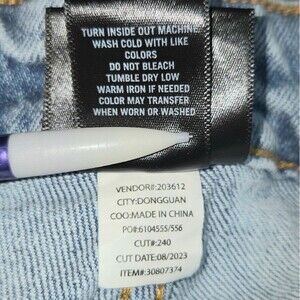 TURN INSIDE OUT MACHINE
WASH COLD WITH LIKE
COLORS
DO NOT BLEACH
TUMBLE DRY LOW
WARM IRON IF NEEDED
COLOR MAY TRANSFER
WHEN WORN OR WASHED
VENDOR#:203612
CITY:DONGGUAN
COO:MADE IN CHINA
PO#:6104555/556
CUT#:240
CUT DATE:08/2023
ITEM#:30807374